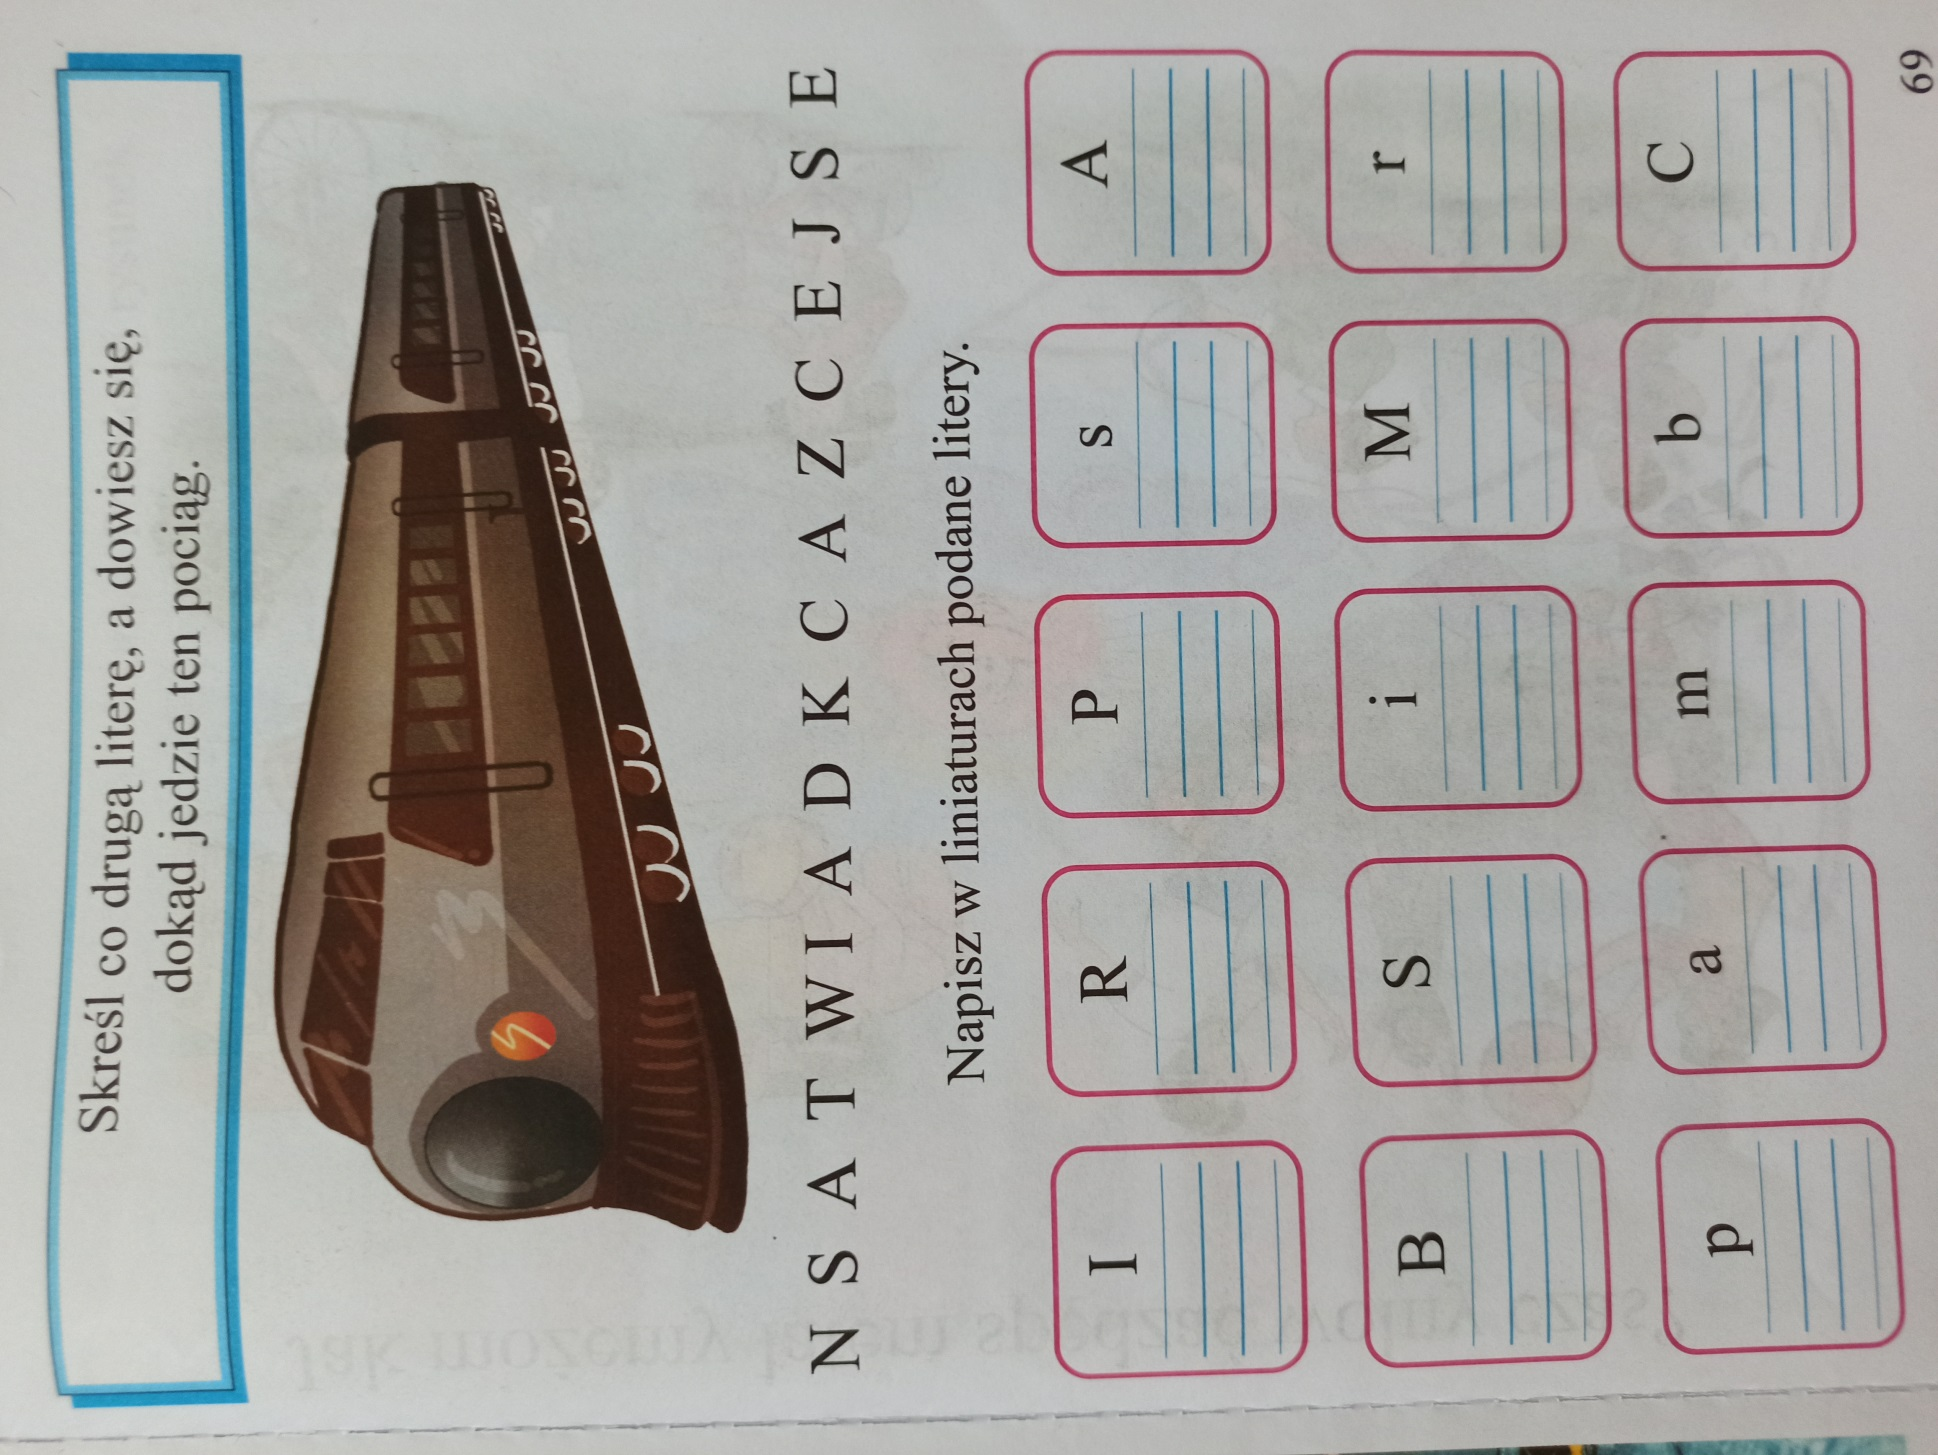 Skreśl co drugą literę, a dowiesz się,
dokąd jedzie ten pociąg.
N S A T W I A D K C A Z C E J S E
Napisz w liniaturach podane litery.
I R P s A
B S i M r
p a m b C
69